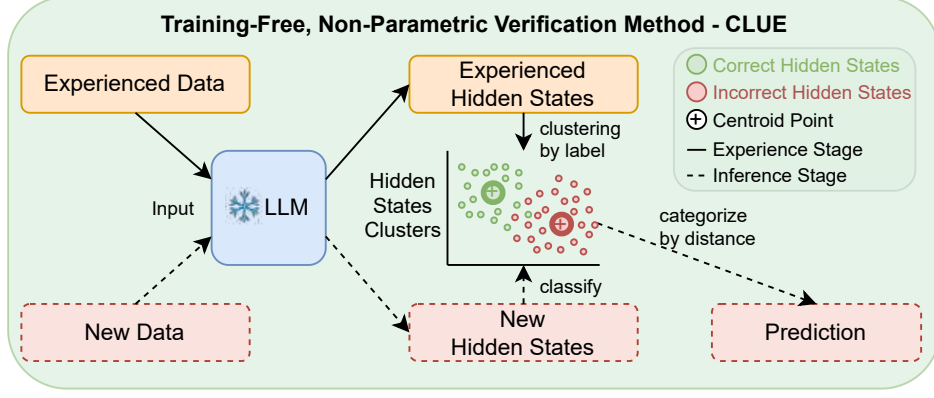 Training-Free, Non-Parametric Verification Method - CLUE
Experienced Data
Experienced
Hidden States
Correct Hidden States
Incorrect Hidden States
Centroid Point
Experience Stage
Inference Stage
clustering
by label
Input
LLM
Hidden
States
Clusters
categorize
by distance
classify
New Data
New
Hidden States
Prediction